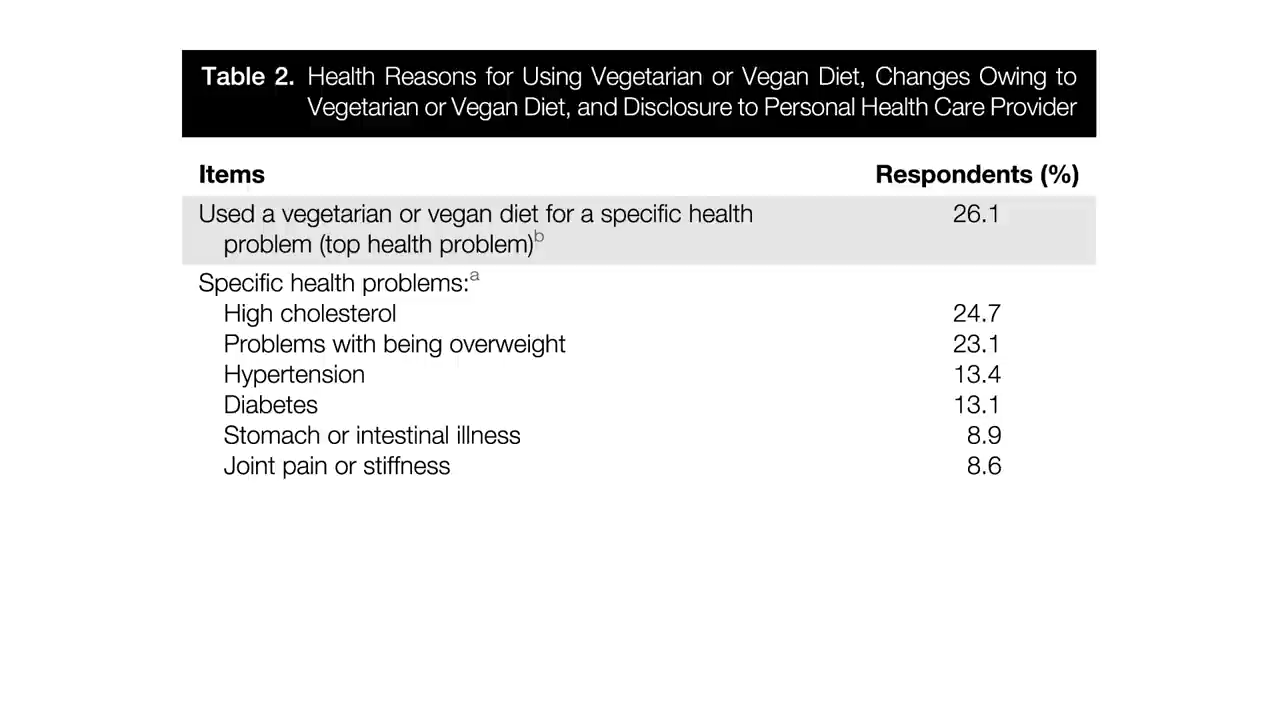 Table 2. Health Reasons for Using Vegetarian or Vegan Diet, Changes Owing to
Vegetarian or Vegan Diet, and Disclosure to Personal Health Care Provider
Items Respondents (%)
Used a vegetarian or vegan diet for a specific health 26.1
problem (top health problem)b
Specific health problems:a
High cholesterol 24.7
Problems with being overweight 23.1
Hypertension 13.4
Diabetes 13.1
Stomach or intestinal illness 8.9
Joint pain or stiffness 8.6